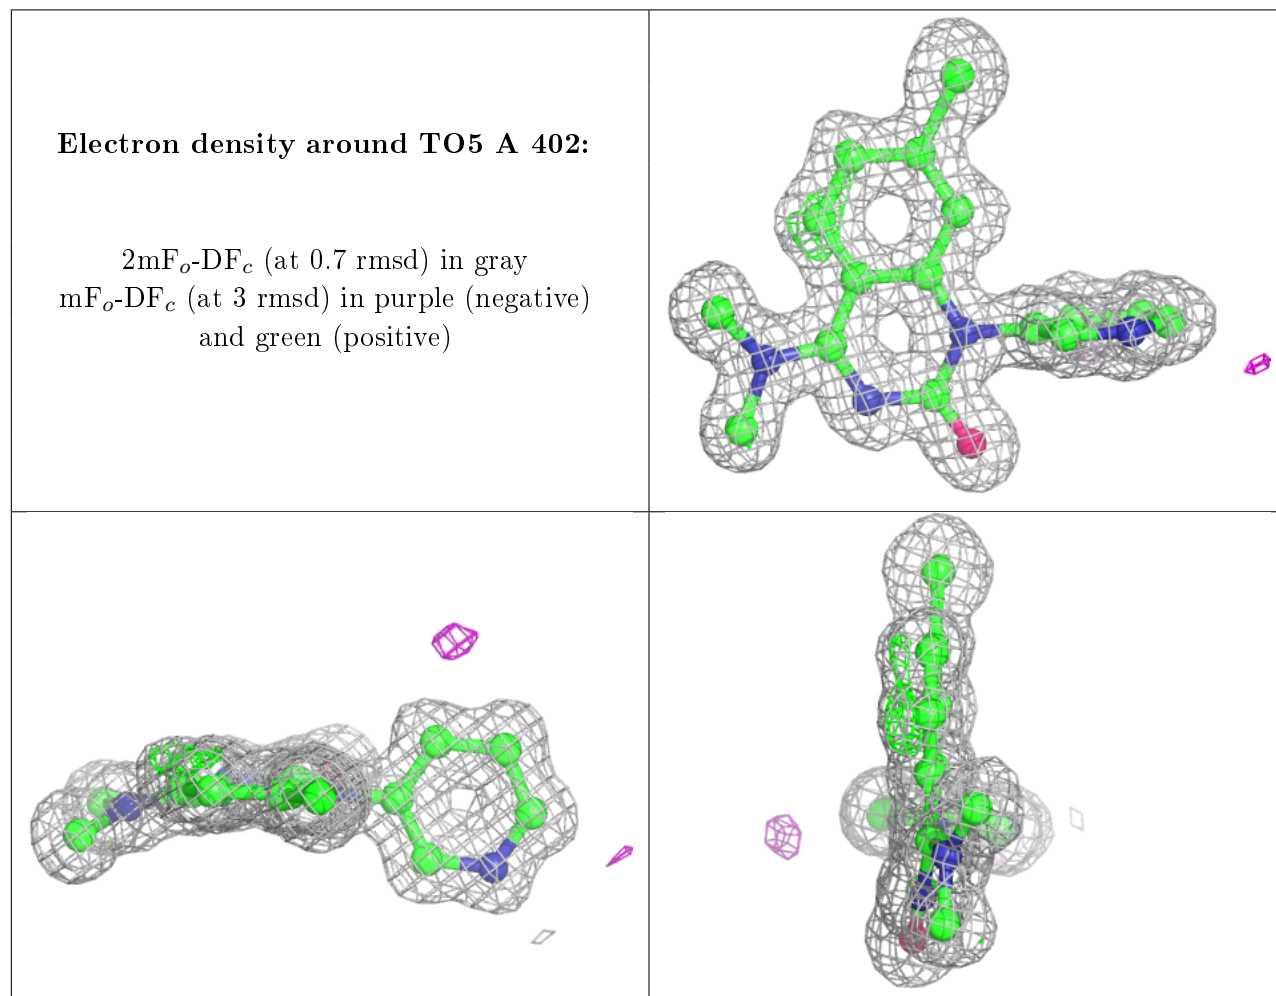 Electron density around TO5 A 402:
2mFo-DFc (at 0.7 rmsd) in gray
mFo-DFc (at 3 rmsd) in purple (negative)
and green (positive)